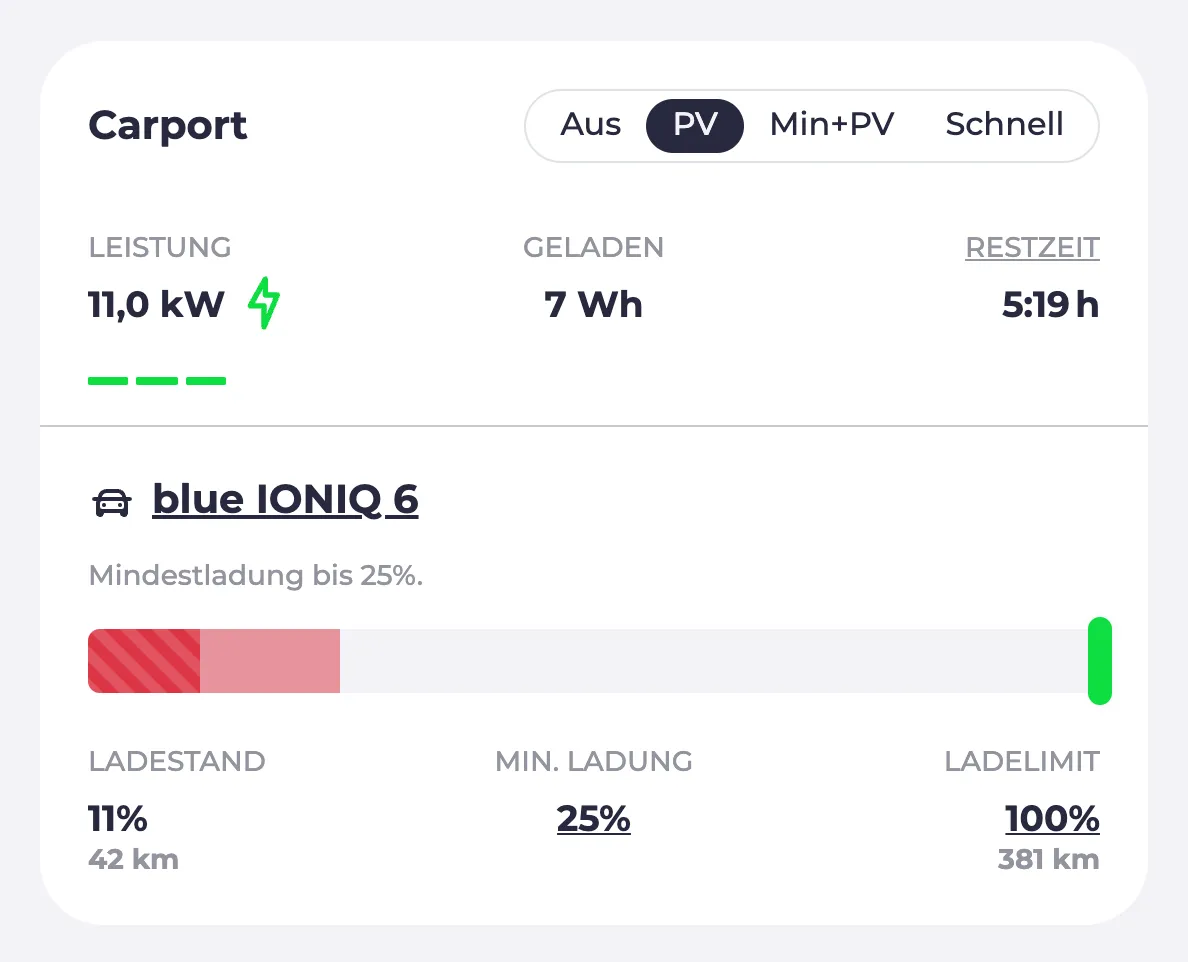 Carport
Aus PV Min+PV Schnell
LEISTUNG GELADEN RESTZEIT
11,0 kW 7 Wh 5:19 h
blue IONIQ 6
Mindestladung bis 25%.
LADESTAND MIN. LADUNG LADELIMIT
11% 25% 100%
42 km 381 km